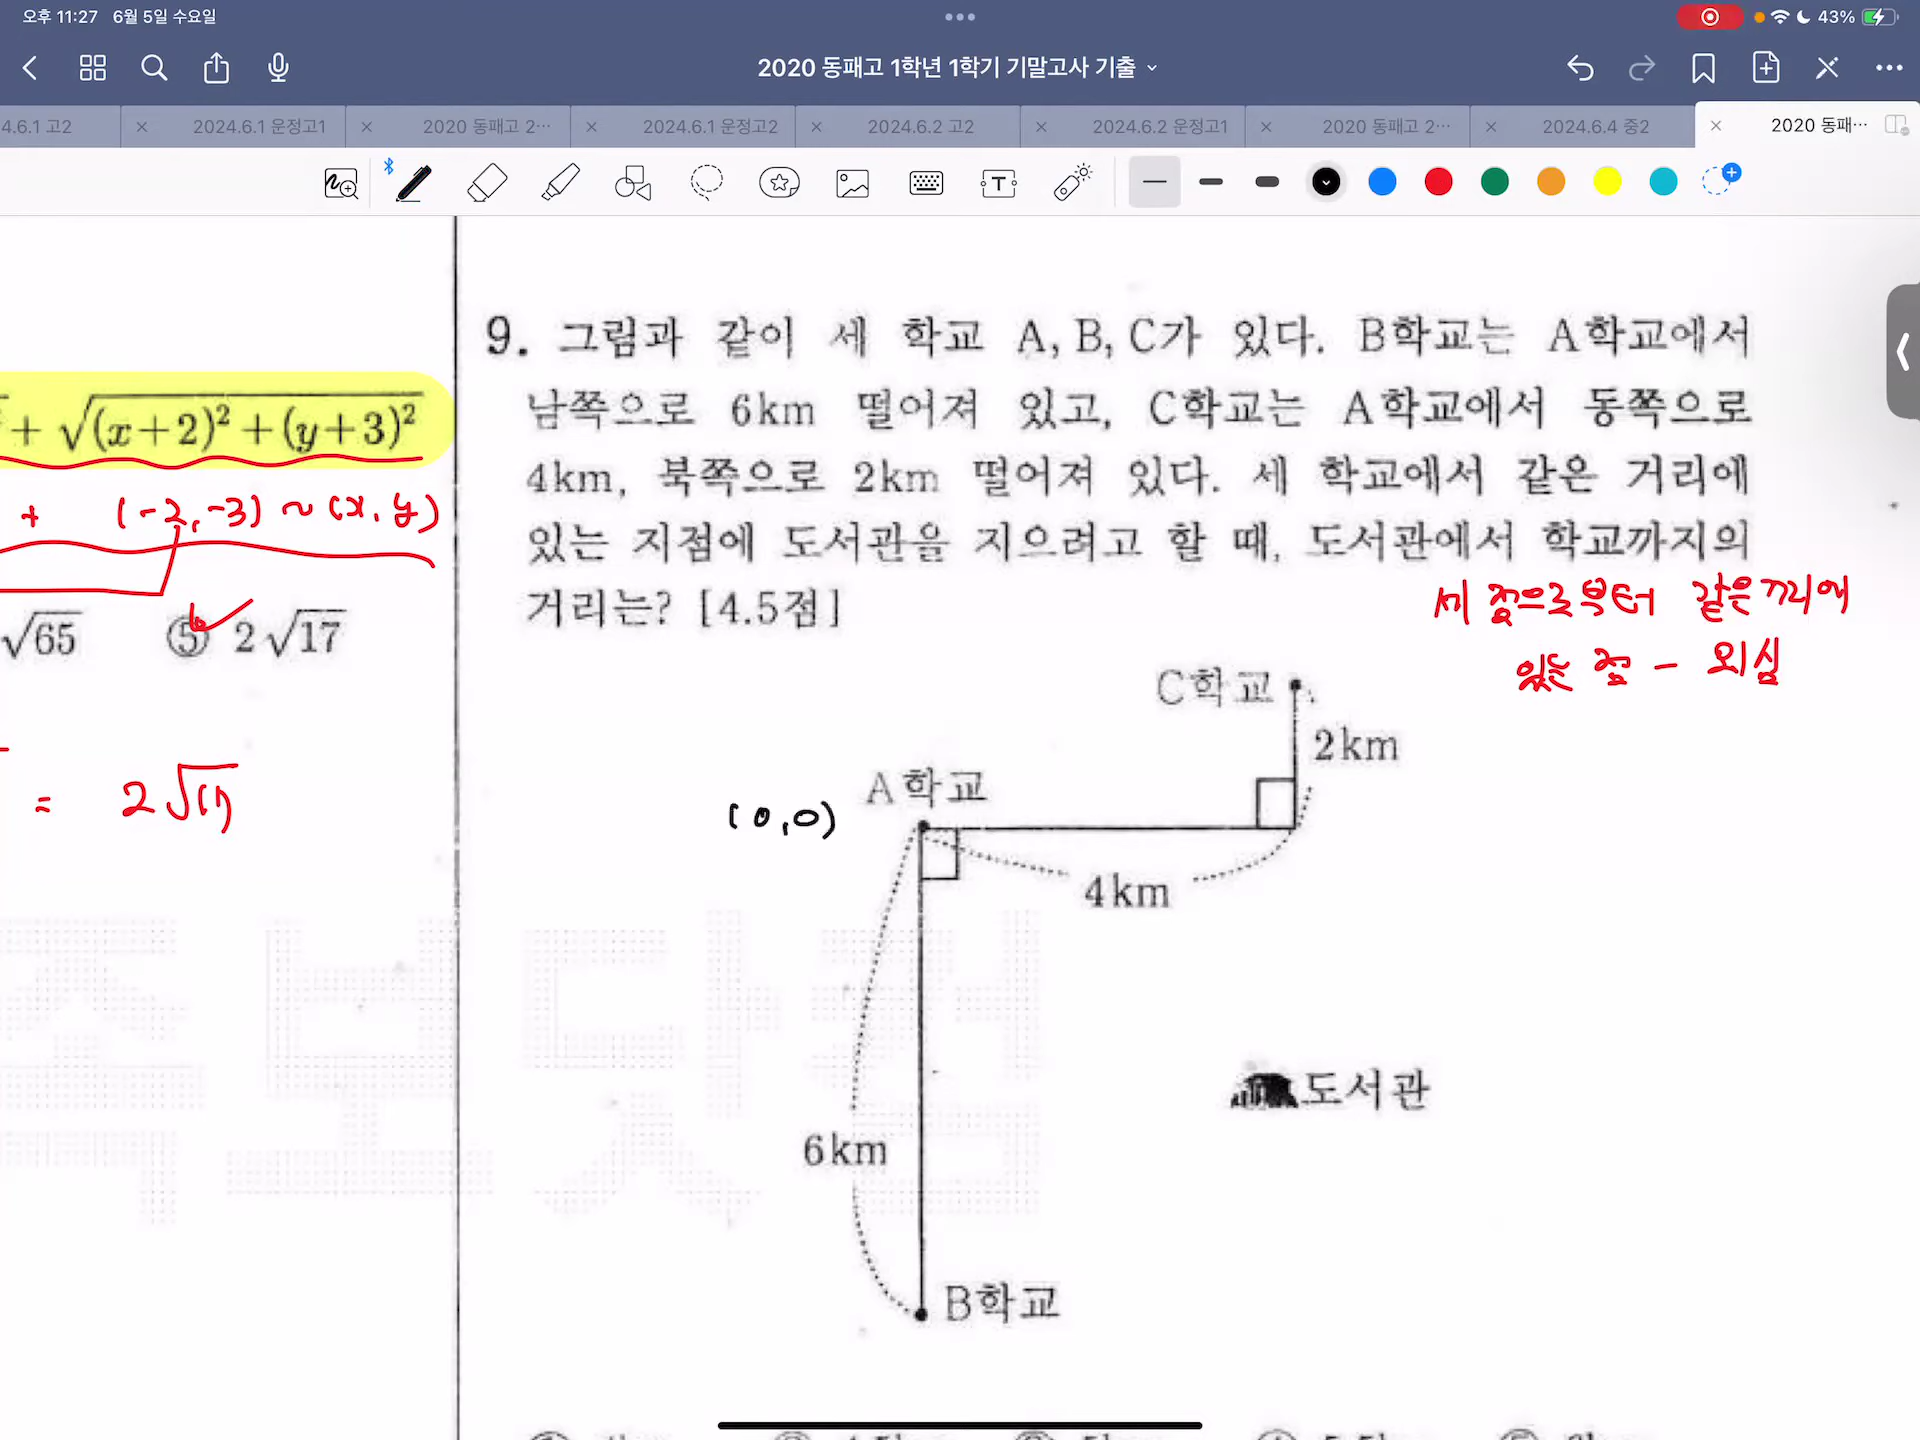 오후 11:27 6월 5일 수요일
43%
2020 동패고 1학년 1학기 기말고사 기출
4.6.1 고2
2024.6.1 운정고1
2020 동패고 2…
2024.6.1 운정고2
2024.6.2 고2
2024.6.2 운정고1
2020 동패고 2…
2024.6.4 중2
2020 동패…
+ √(x+2)²+(y+3)²
+ (-2,-3) ~ (x,y)
√65 ⑤ 2√17
= 2√17
9. 그림과 같이 세 학교 A, B, C가 있다. B학교는 A학교에서
남쪽으로 6km 떨어져 있고, C학교는 A학교에서 동쪽으로
4km, 북쪽으로 2km 떨어져 있다. 세 학교에서 같은 거리에
있는 지점에 도서관을 지으려고 할 때, 도서관에서 학교까지의
거리는? [4.5점]
세 점으로부터 같은 거리에
있는 점 - 외심
C학교
2km
A학교
(0,0)
4km
도서관
6km
B학교